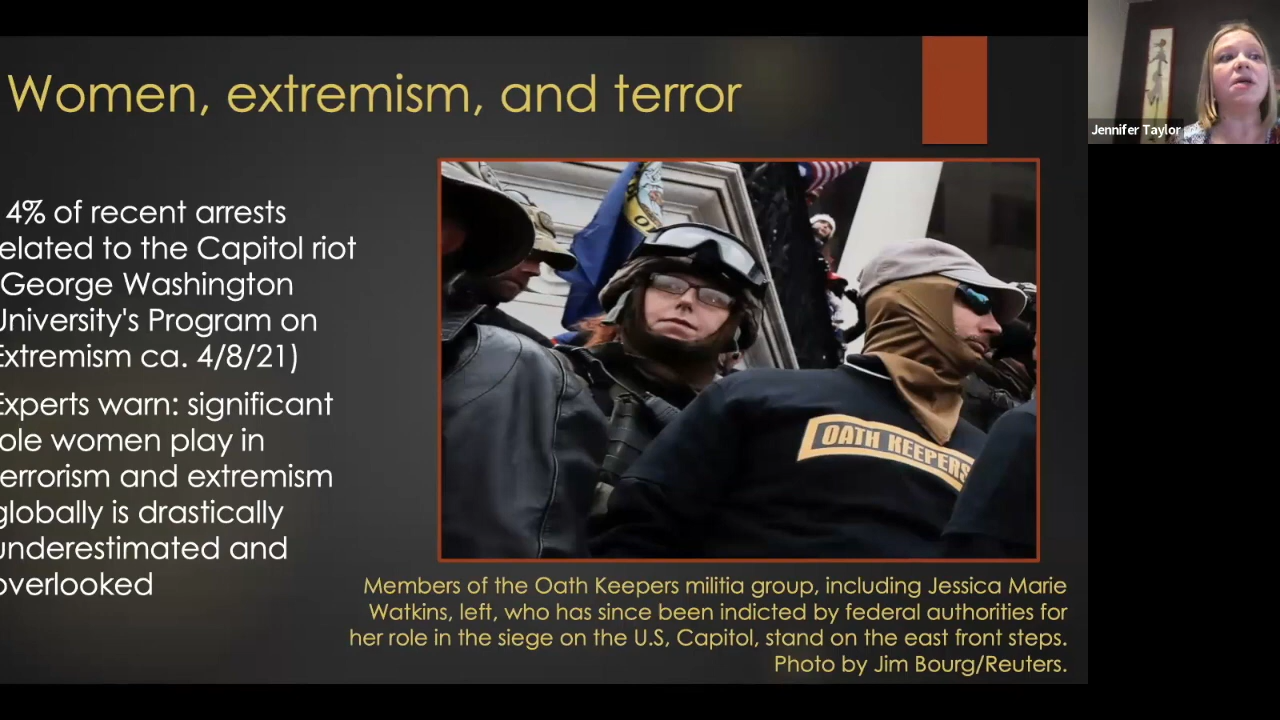 Women, extremism, and terror
4% of recent arrests
elated to the Capitol riot
George Washington
University's Program on
Extremism ca. 4/8/21)
Experts warn: significant
ole women play in
errorism and extremism
globally is drastically
underestimated and
overlooked
OATH KEEPERS
Members of the Oath Keepers militia group, including Jessica Marie
Watkins, left, who has since been indicted by federal authorities for
her role in the siege on the U.S, Capitol, stand on the east front steps.
Photo by Jim Bourg/Reuters.
Jennifer Taylor